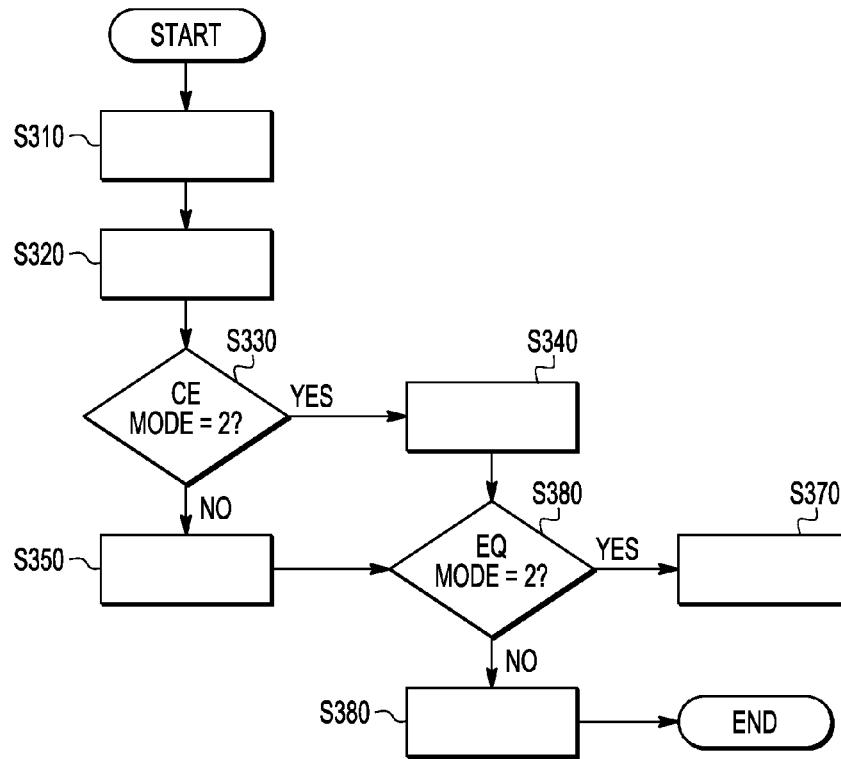 START
S310
S320
S330
CE
MODE = 2?
YES
S340
NO
S350
S380
EQ
MODE = 2?
YES
S370
NO
S380
END